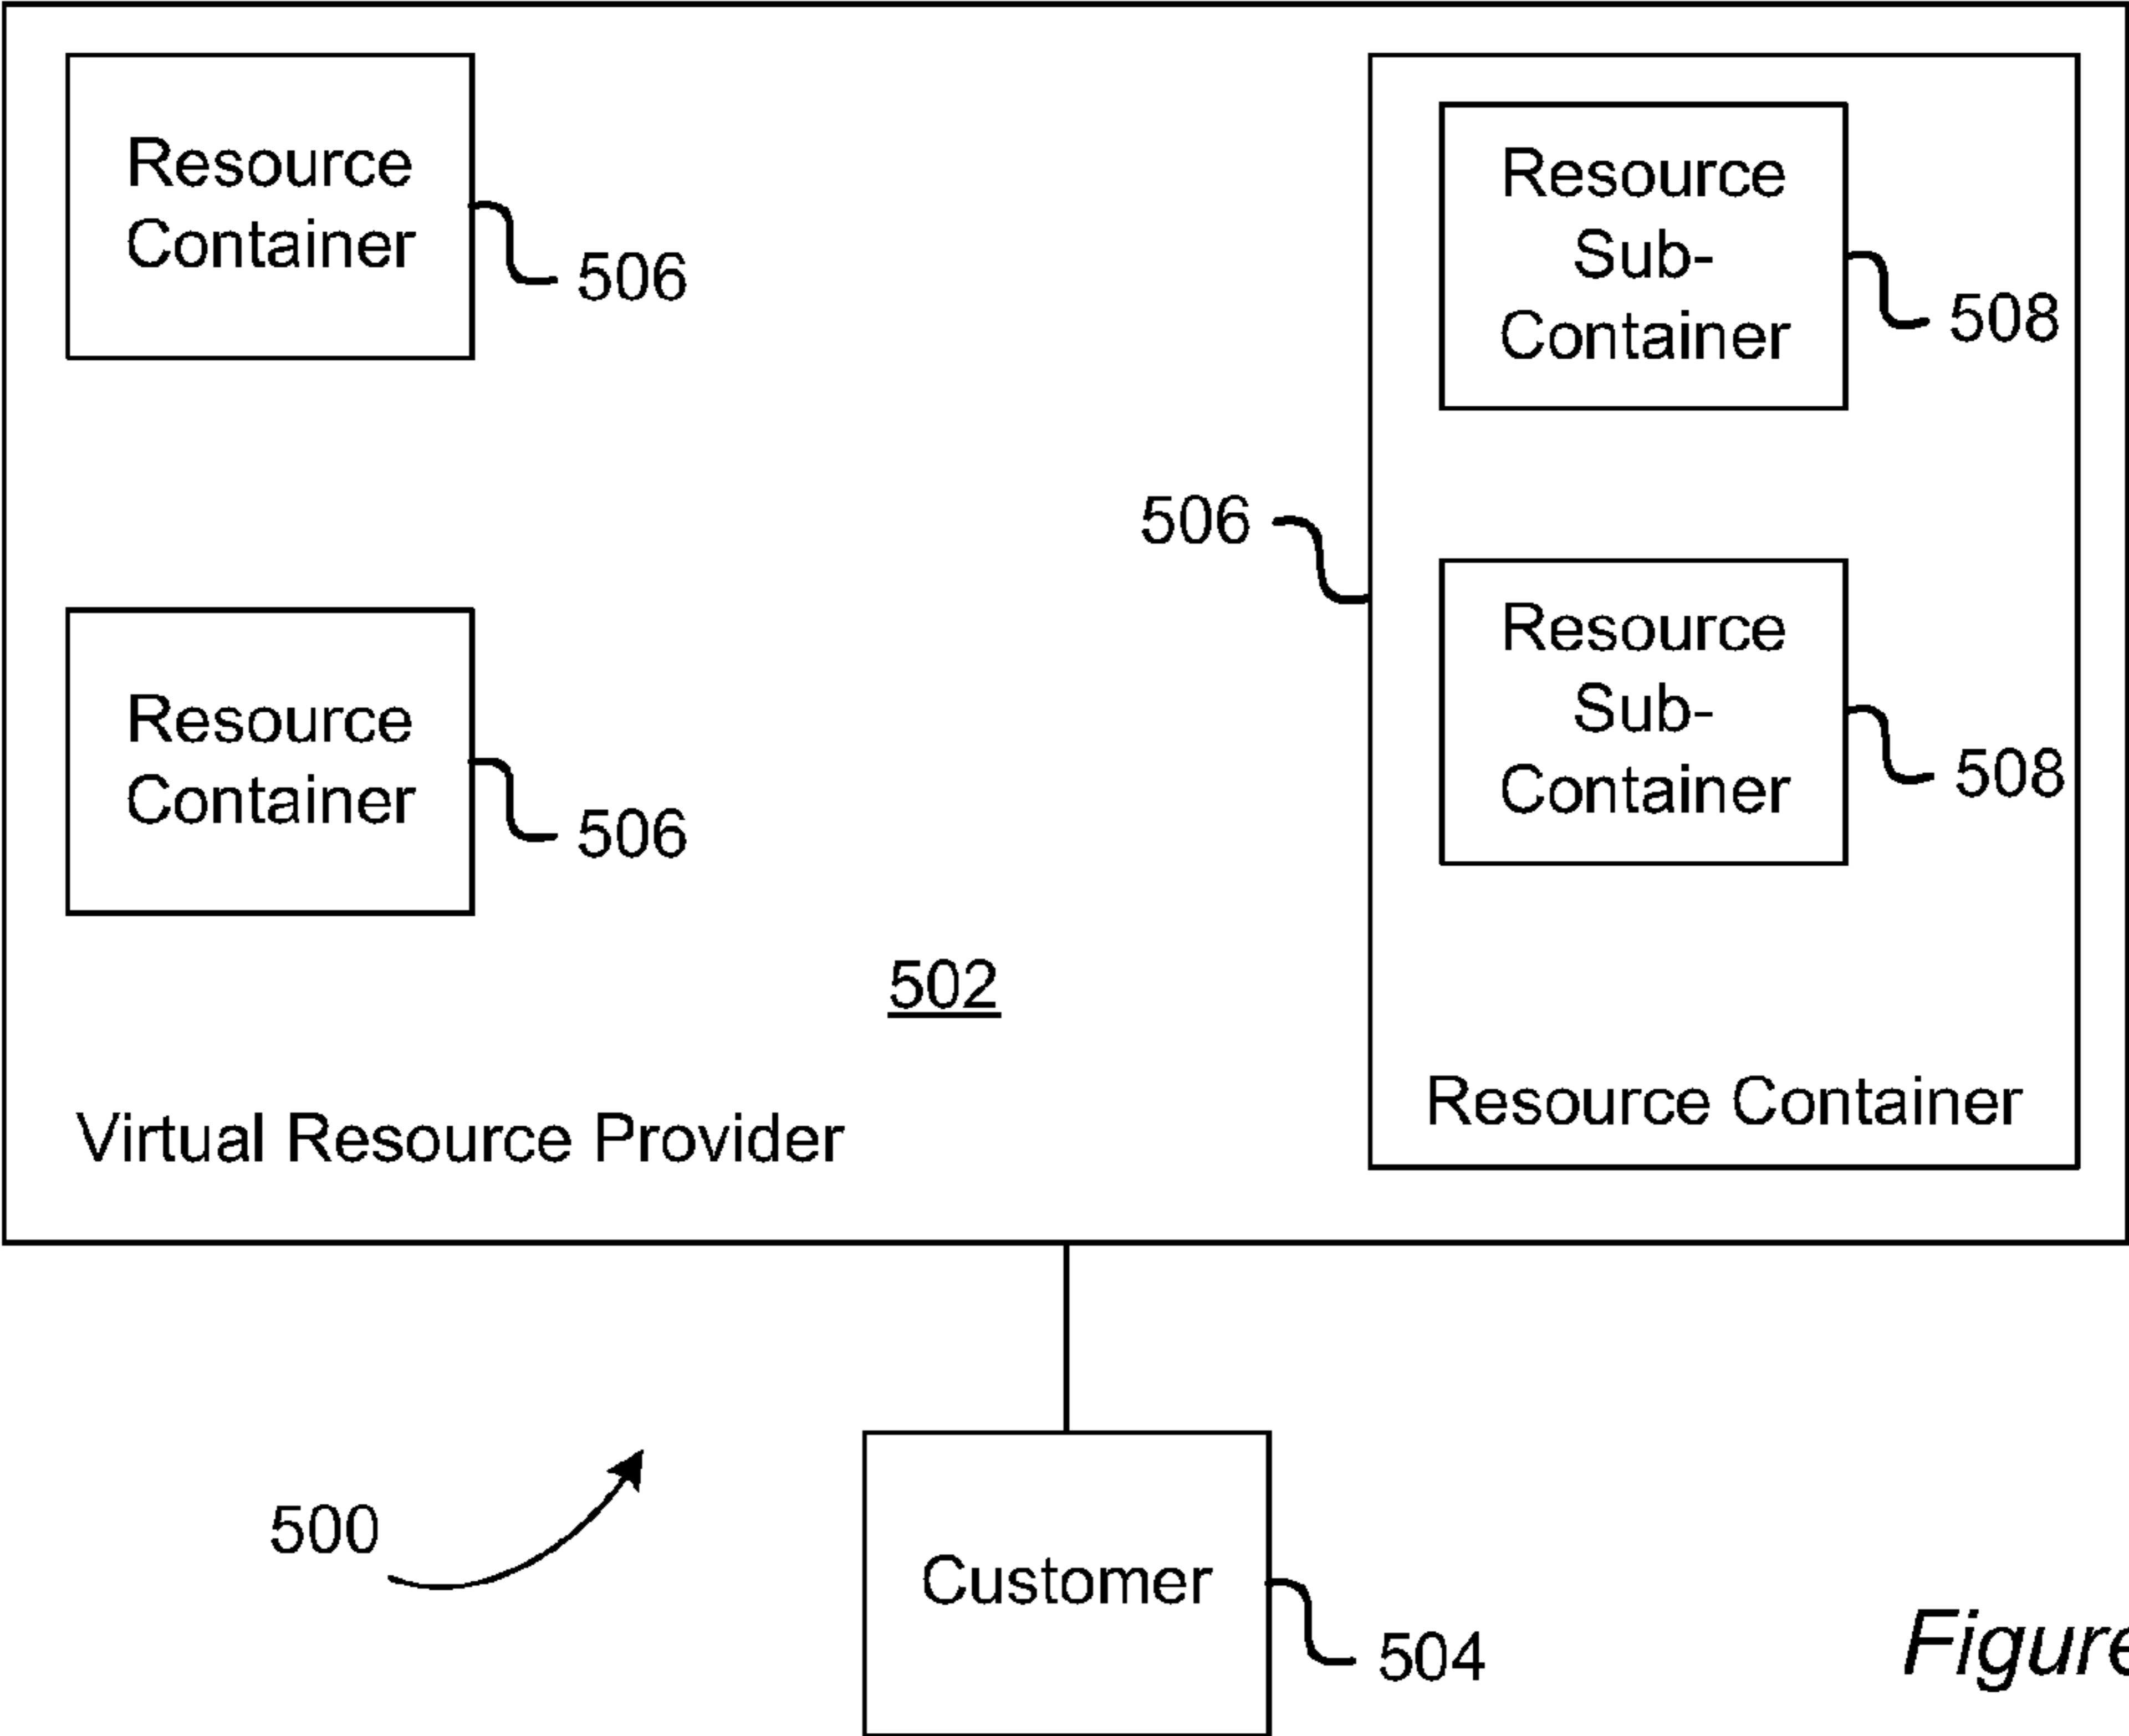 Resource
Container
506
Resource
Sub-
Container
508
506
Resource
Sub-
Container
508
Resource
Container
506
502
Resource Container
Virtual Resource Provider
500
Customer
504
Figure